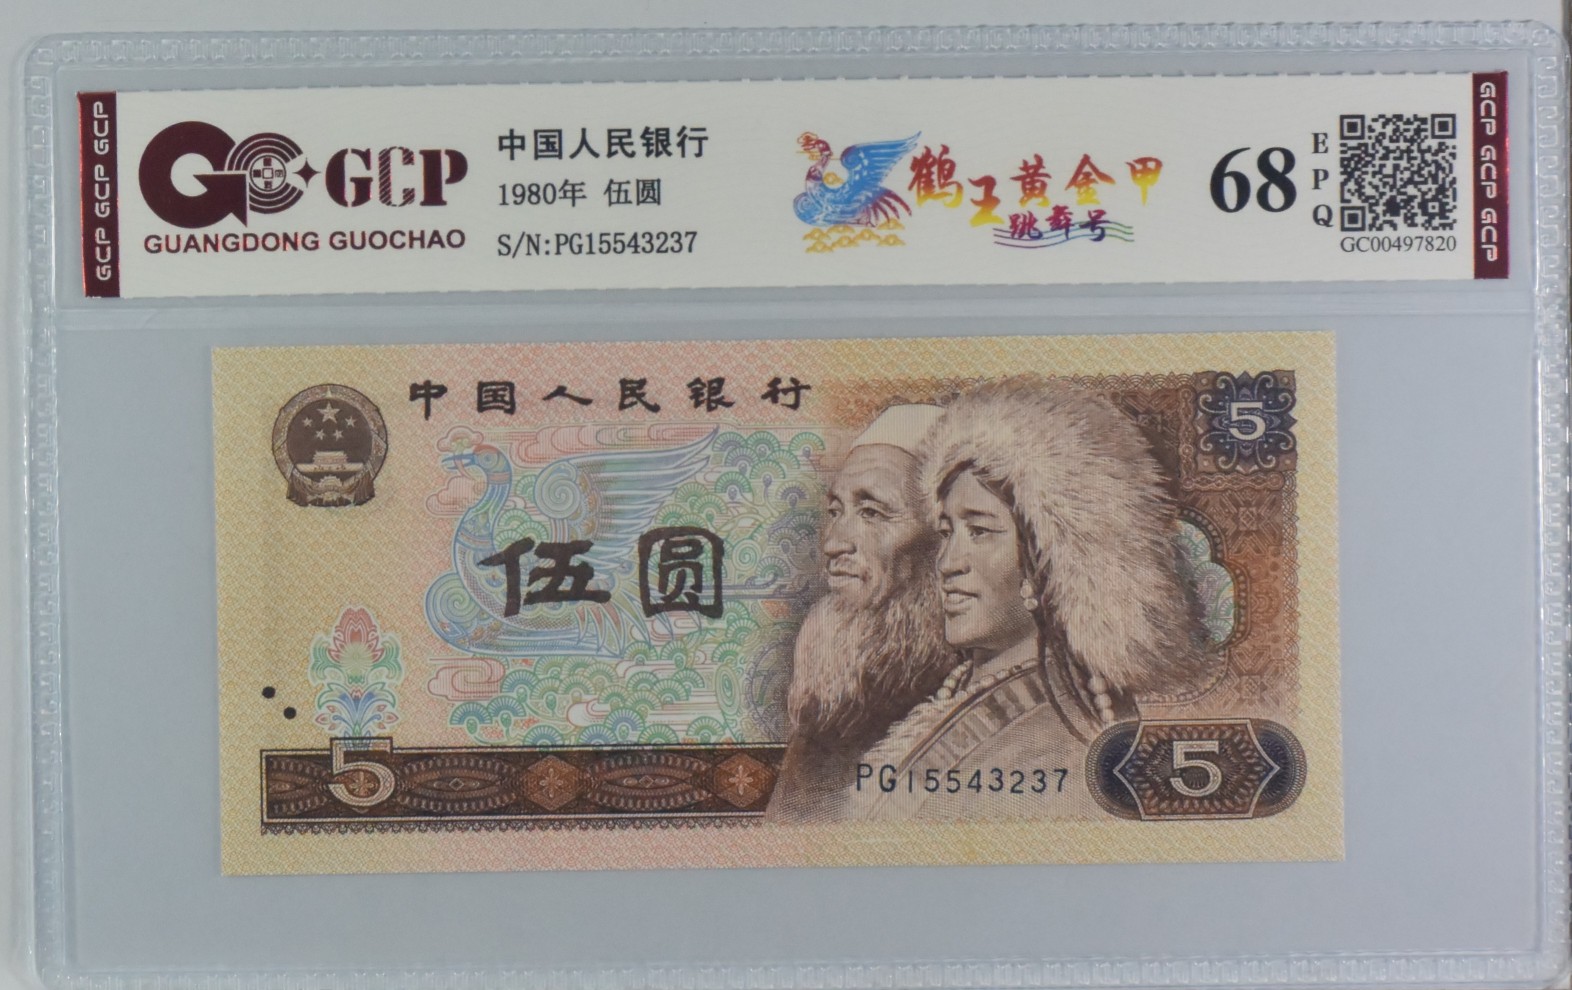 GCP GCP GCP
GCP
GUANGDONG GUOCHAO
中国人民银行
1980年 伍圆
S/N:PG15543237
鹤王黄金甲
跳舞号
68
EPQ
GC00497820
GCP GCP GCP
中国人民银行
5
伍圆
5
PG15543237
5